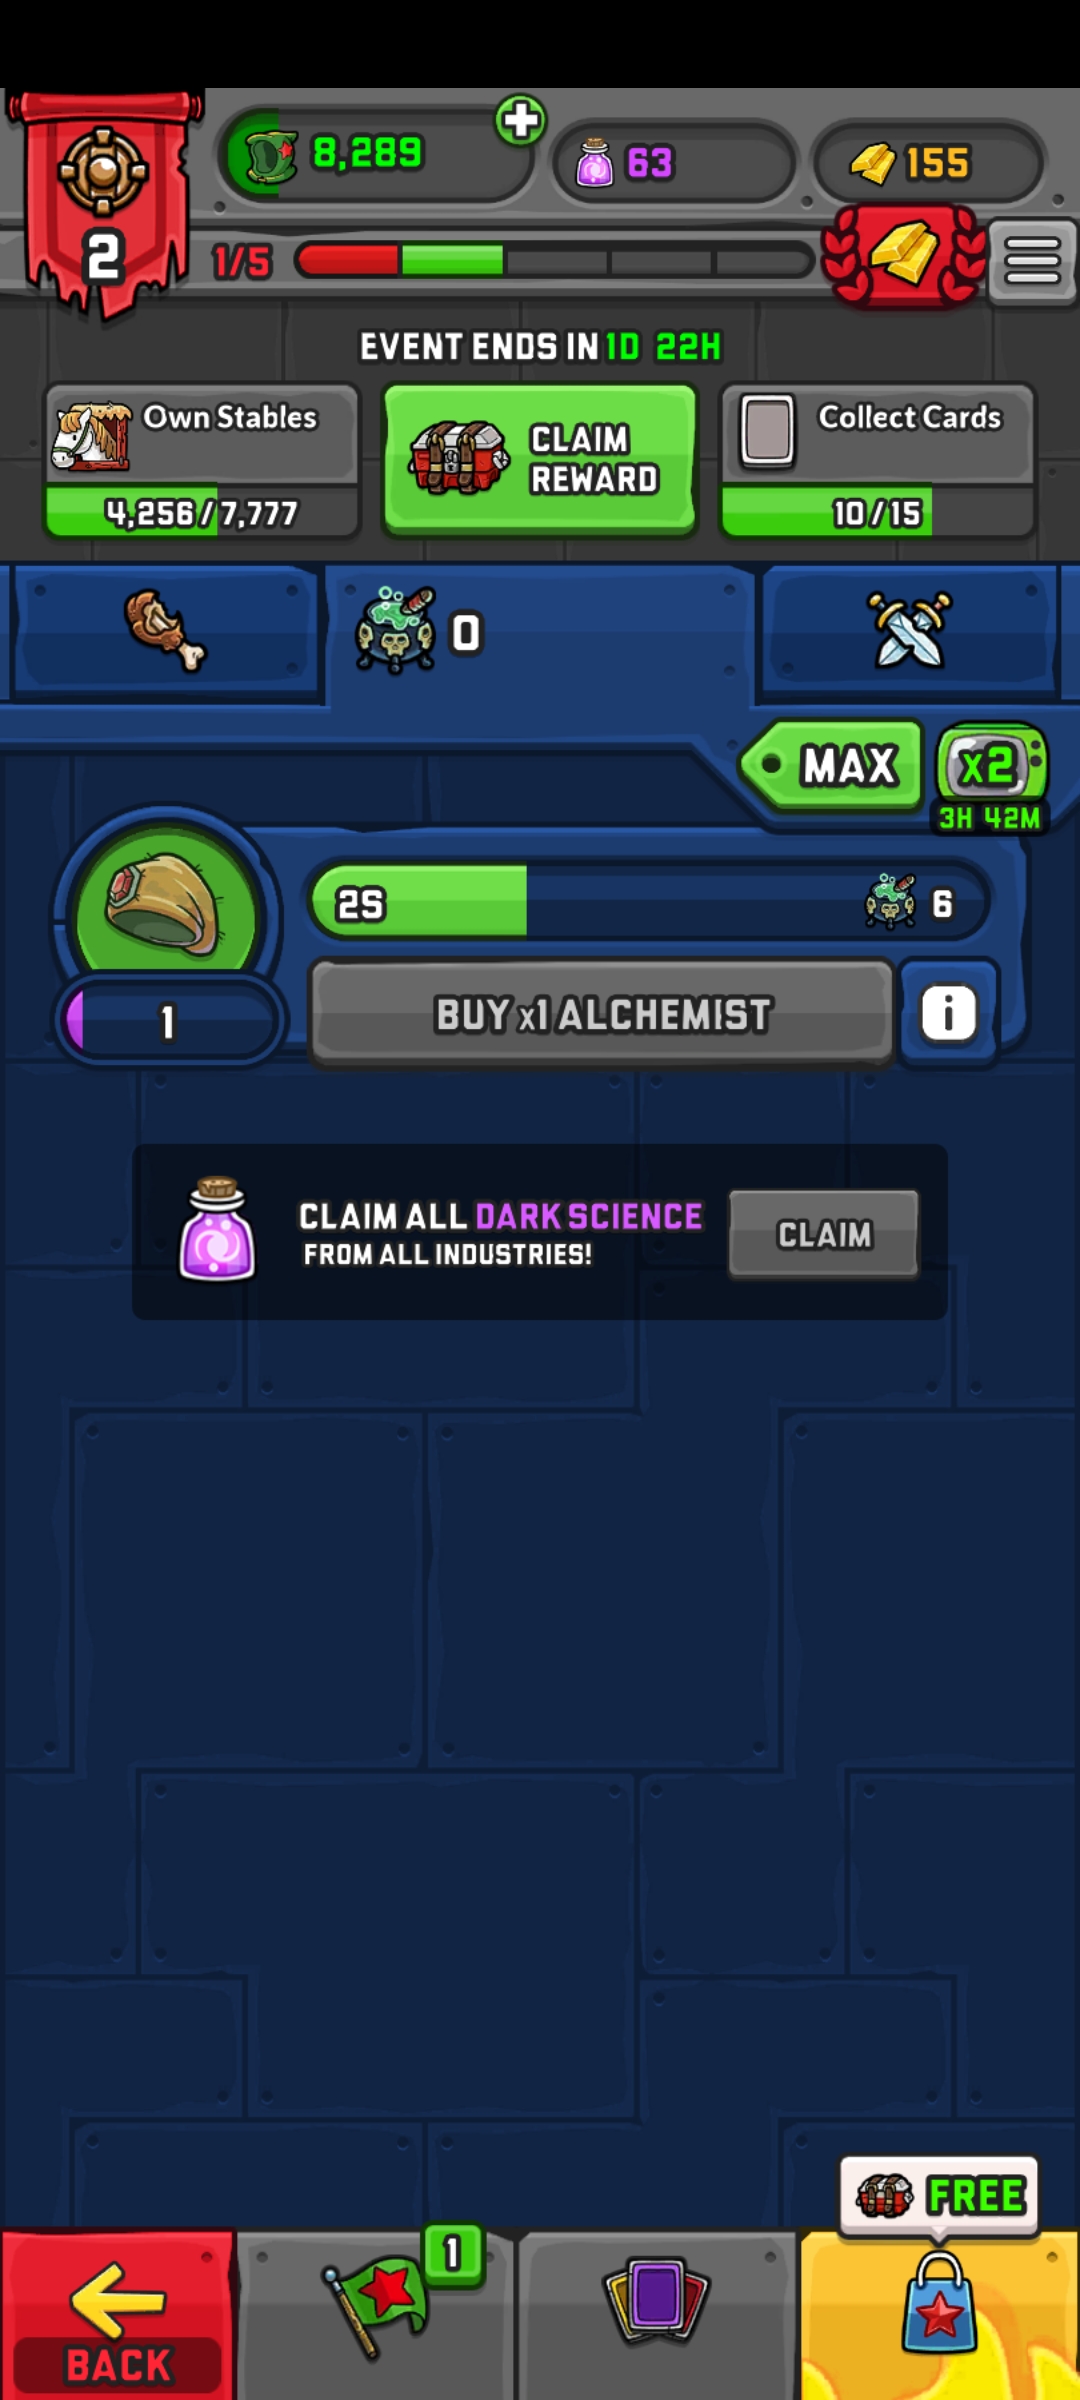 8,289
63
155
2
1/5
EVENT ENDS IN 1D 22H
Own Stables
4,256/7,777
CLAIM
REWARD
Collect Cards
10/15
0
MAX
x2
3H 42M
2S
6
1
BUY x1 ALCHEMIST
i
CLAIM ALL DARK SCIENCE
FROM ALL INDUSTRIES!
CLAIM
FREE
1
BACK